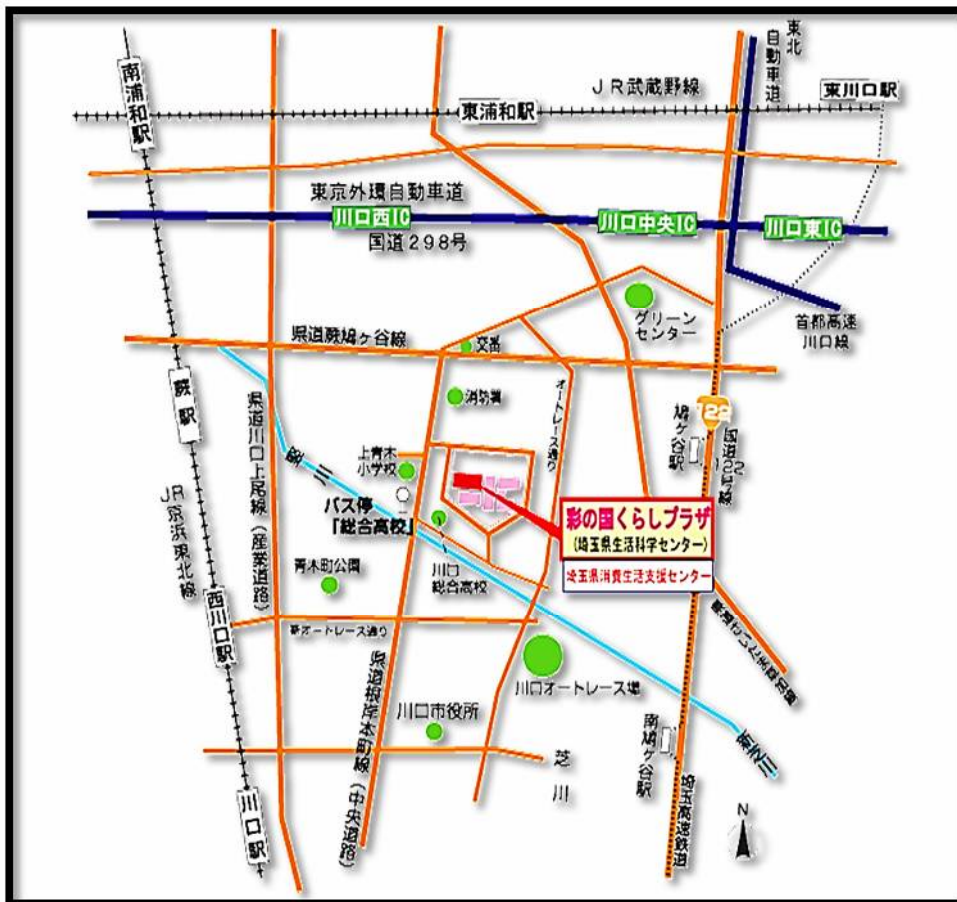 東北
自動車道
JR武蔵野線
東川口駅
南浦和駅
東浦和駅
東京外環自動車道
川口西IC
川口中央IC
川口東IC
国道298号
グリーン
センター
首都高速
川口線
県道蕨鳩ヶ谷線
交番
蕨駅
消防署
オートレース通り
122
鳩ヶ谷駅
国道122号線
県道川口上尾線(産業道路)
竪川
上青木
小学校
バス停
「総合高校」
彩の国くらしプラザ
(埼玉県生活科学センター)
埼玉県消費生活支援センター
JR京浜東北線
川口
総合高校
青木町公園
西川口駅
新オートレース通り
川口オートレース場
川口市役所
(中央道路)
南鳩ヶ谷駅
芝川
新芝川
川口駅
埼玉高速鉄道
N